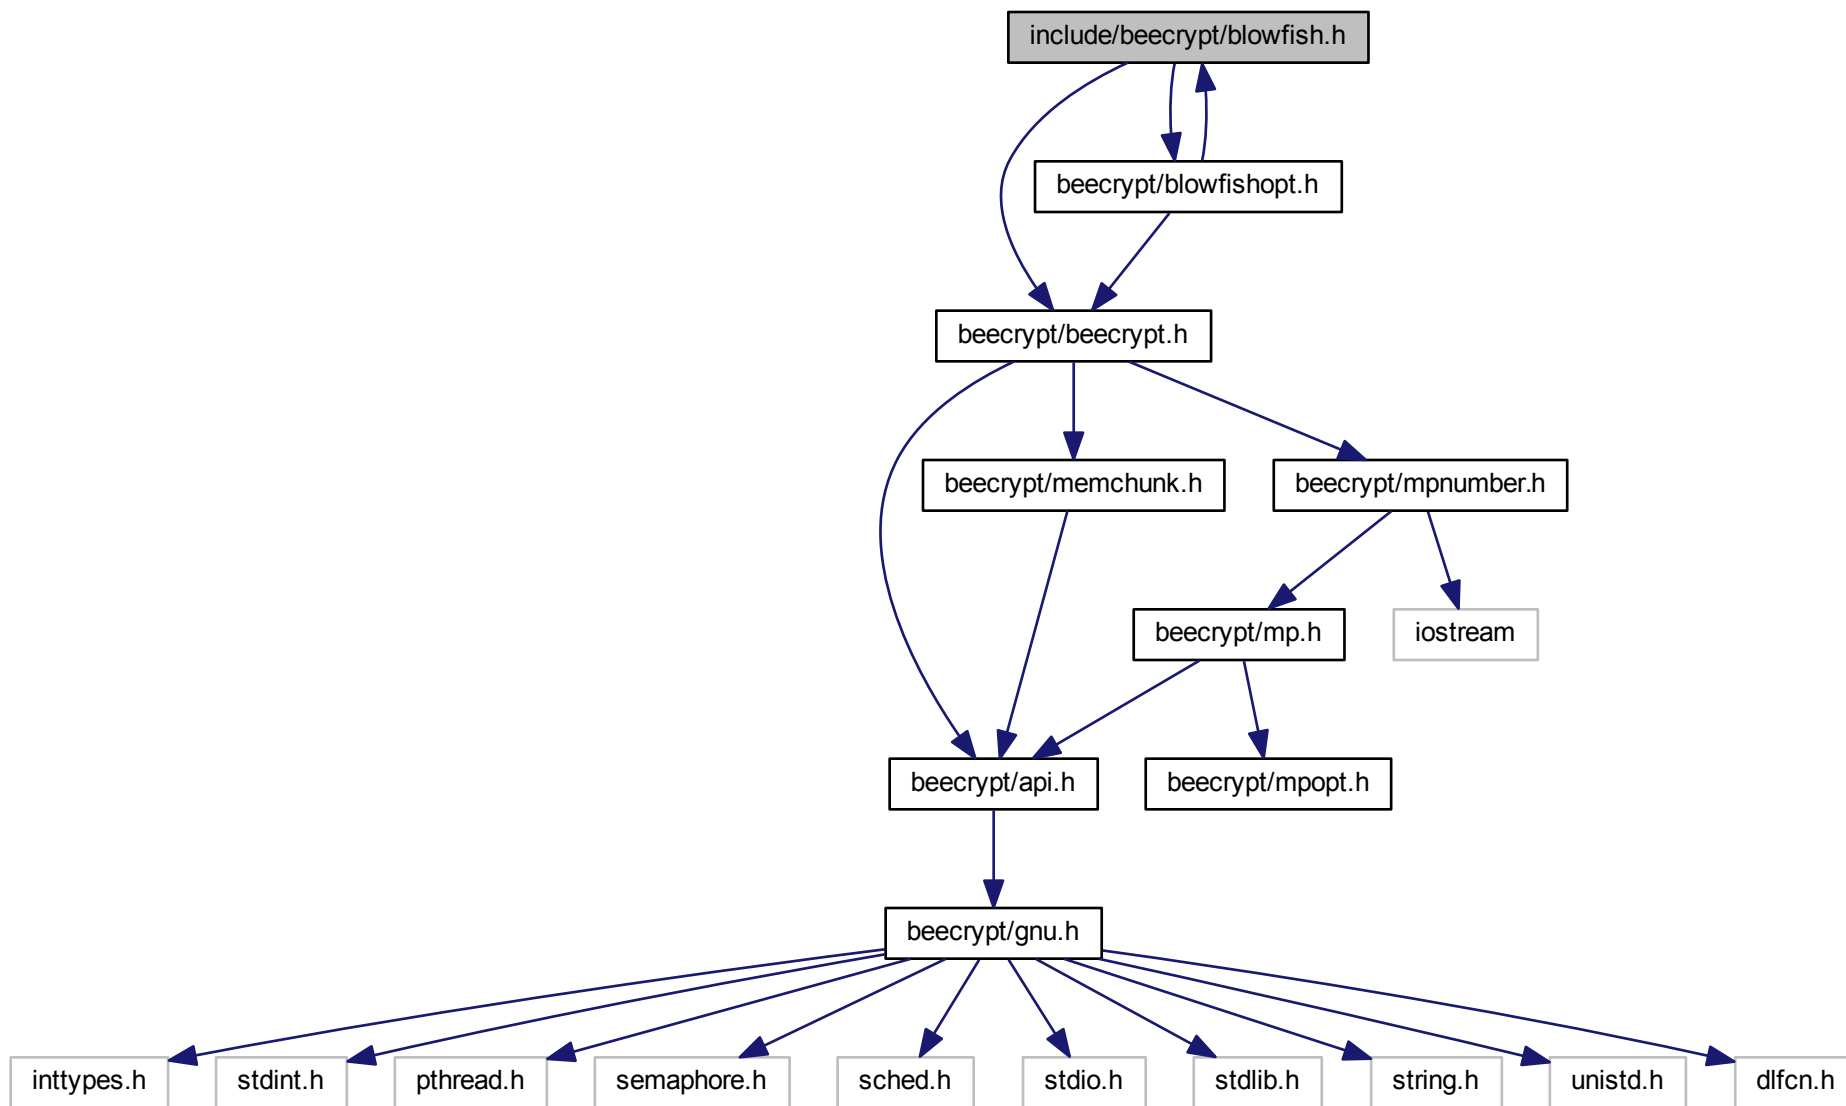 include/beecrypt/blowfish.h
beecrypt/blowfishopt.h
beecrypt/beecrypt.h
beecrypt/memchunk.h
beecrypt/mpnumber.h
beecrypt/mp.h
iostream
beecrypt/api.h
beecrypt/mpopt.h
beecrypt/gnu.h
inttypes.h
stdint.h
pthread.h
semaphore.h
sched.h
stdio.h
stdlib.h
string.h
unistd.h
dlfcn.h